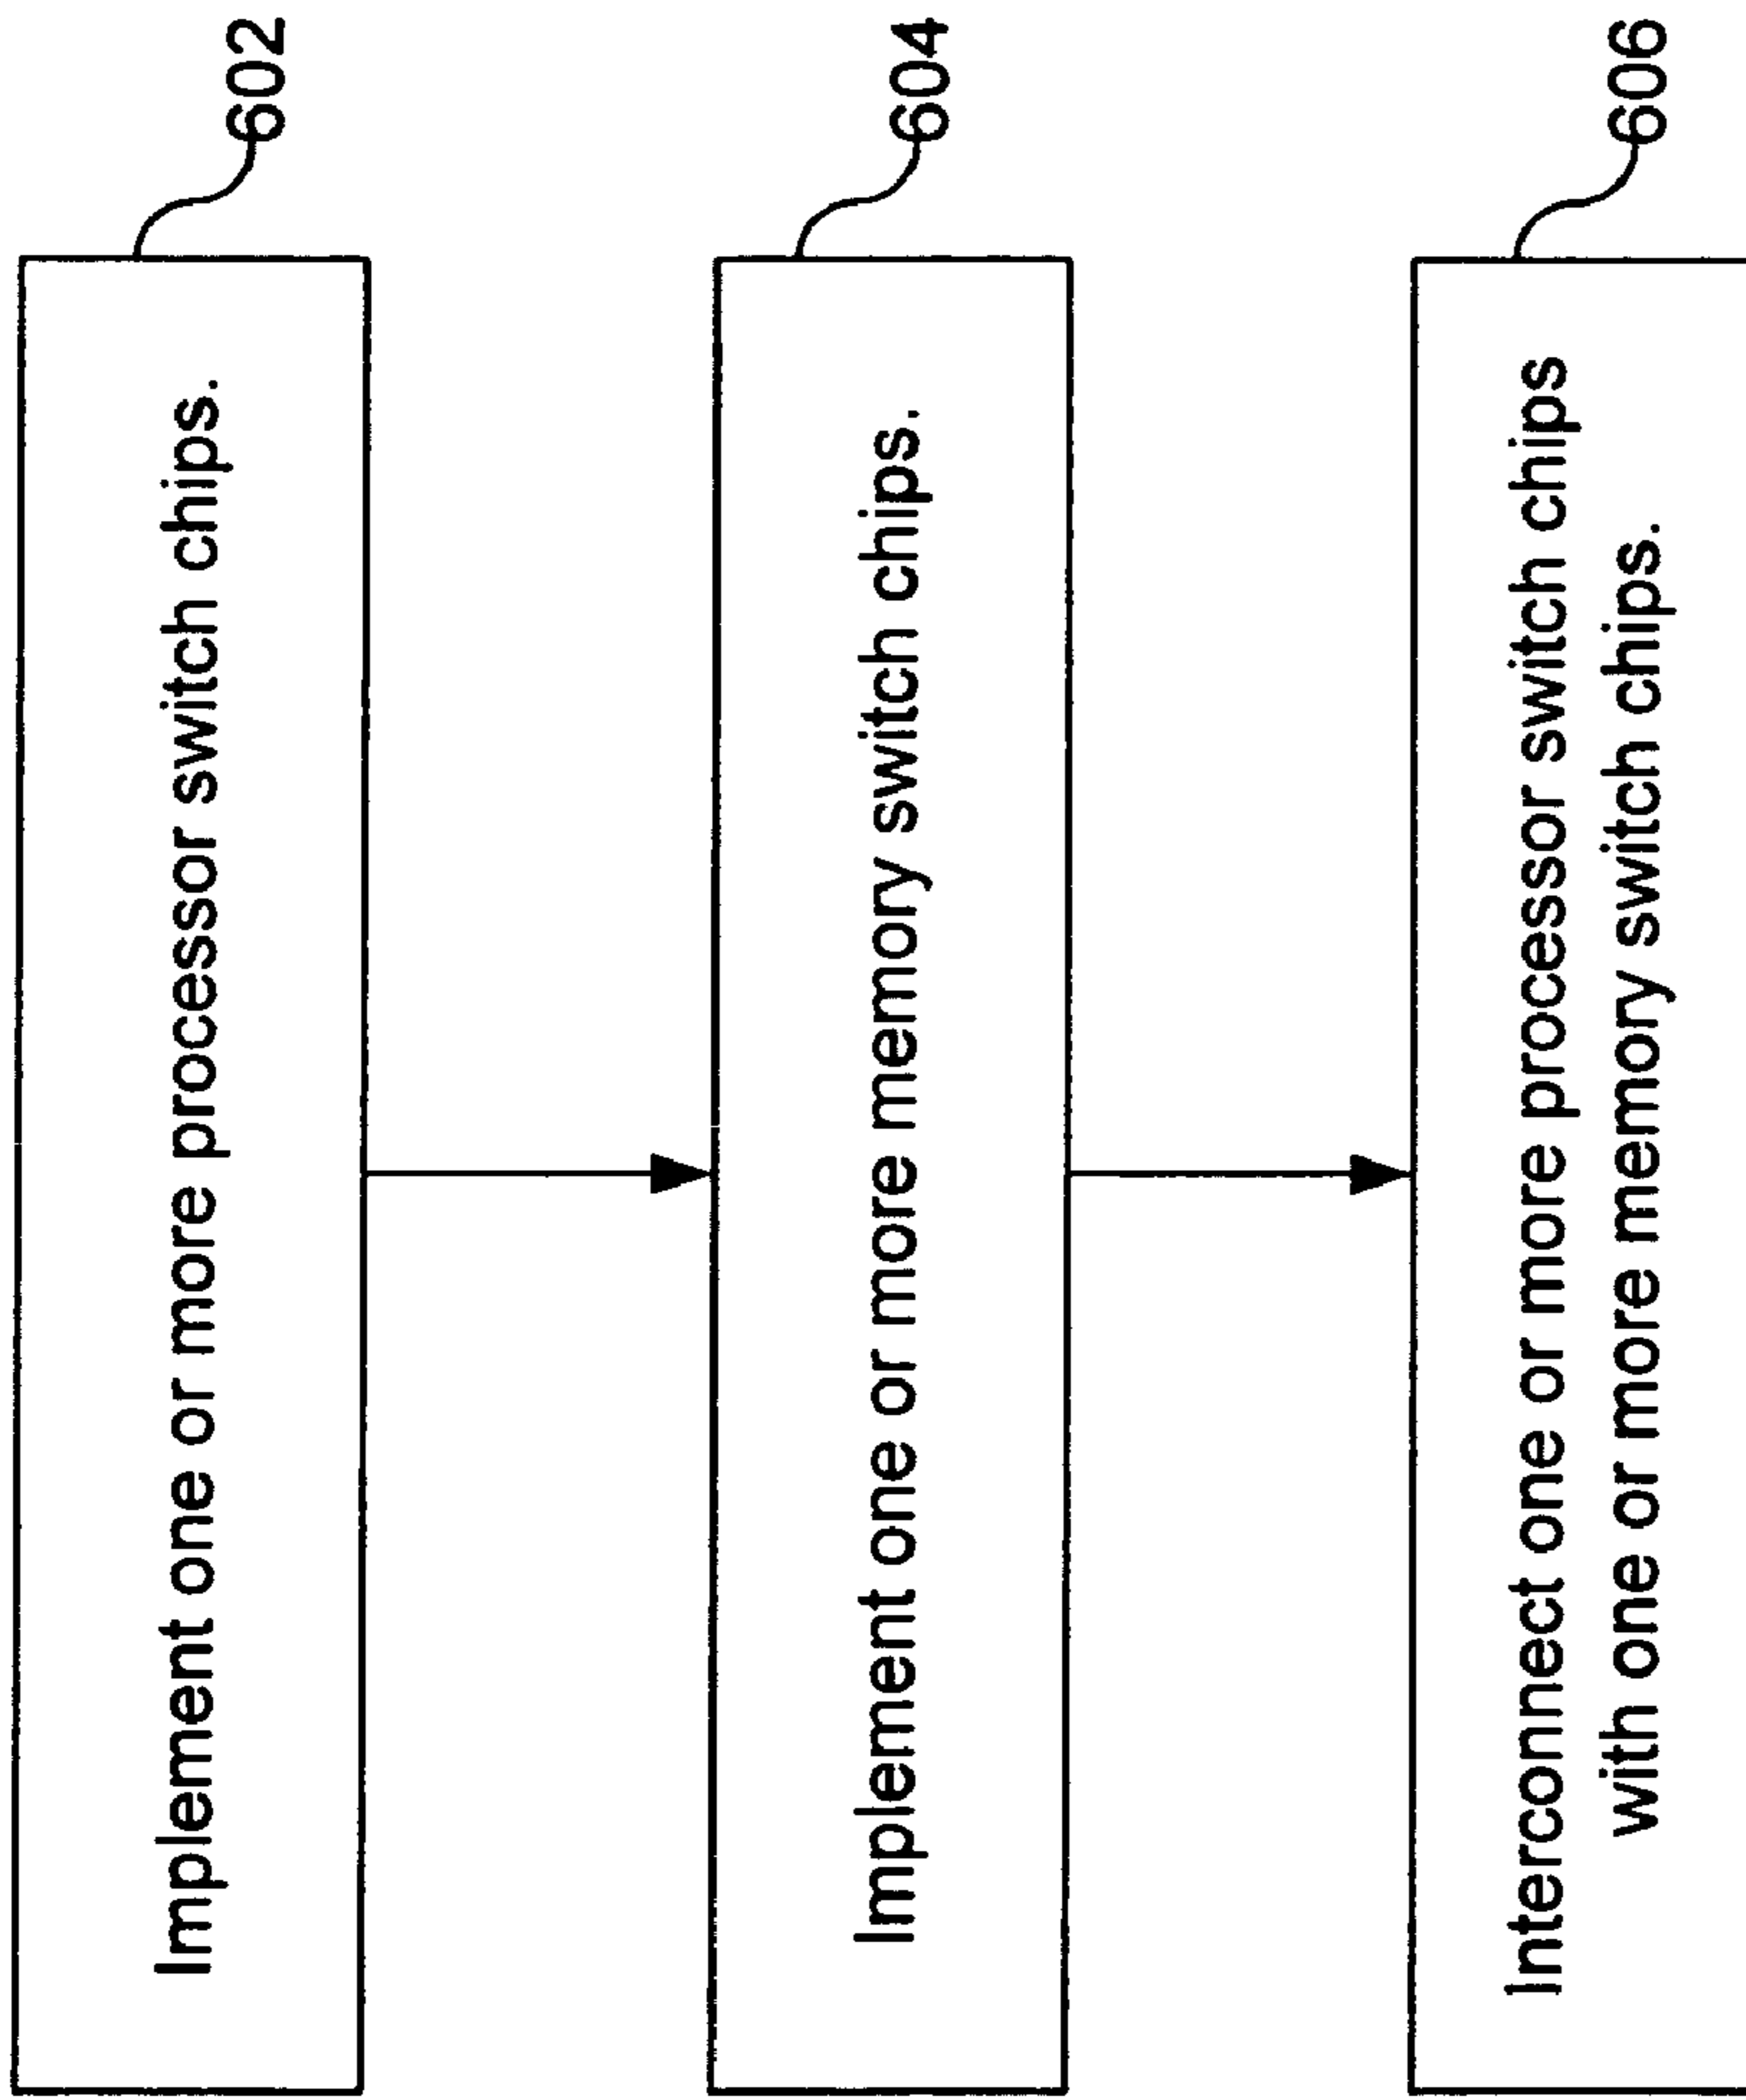 Implement one or more processor switch chips.
602
Implement one or more memory switch chips.
604
Interconnect one or more processor switch chips
with one or more memory switch chips.
606